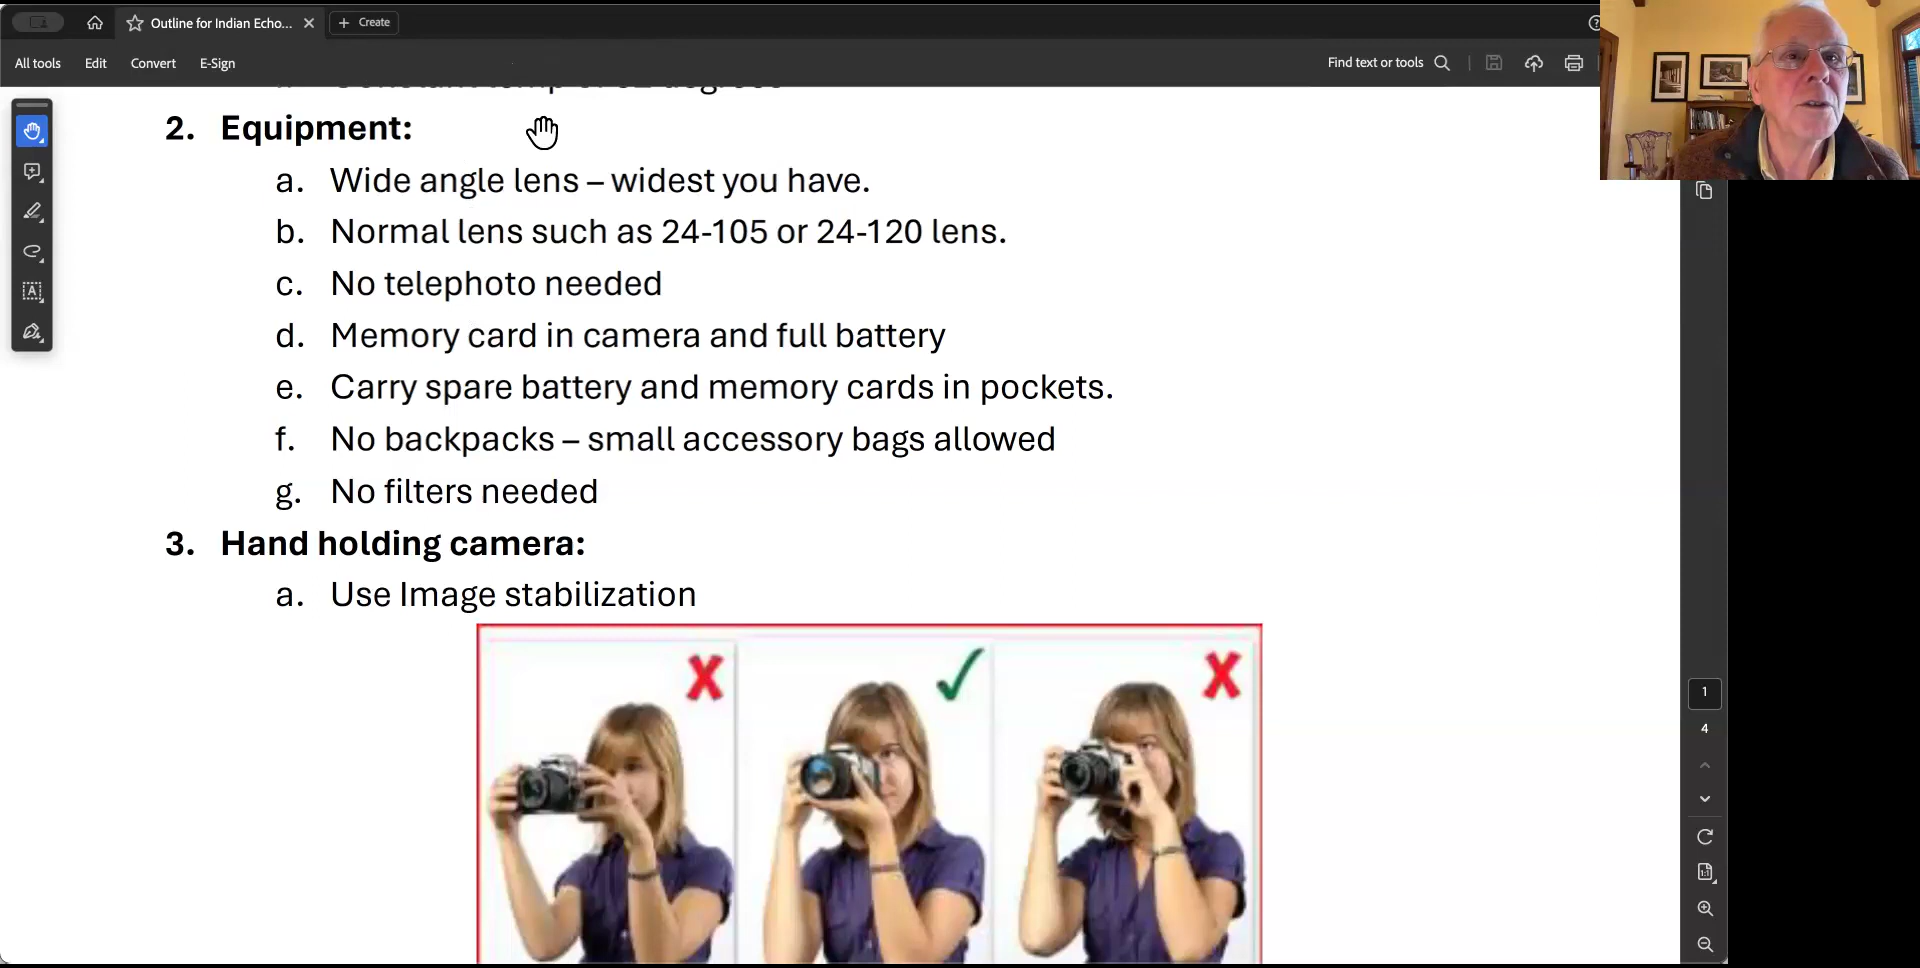 Outline for Indian Echo...
Create
All tools
Edit
Convert
E-Sign
Find text or tools
2. Equipment:
a. Wide angle lens – widest you have.
b. Normal lens such as 24-105 or 24-120 lens.
c. No telephoto needed
d. Memory card in camera and full battery
e. Carry spare battery and memory cards in pockets.
f. No backpacks – small accessory bags allowed
g. No filters needed
3. Hand holding camera:
a. Use Image stabilization
1
4